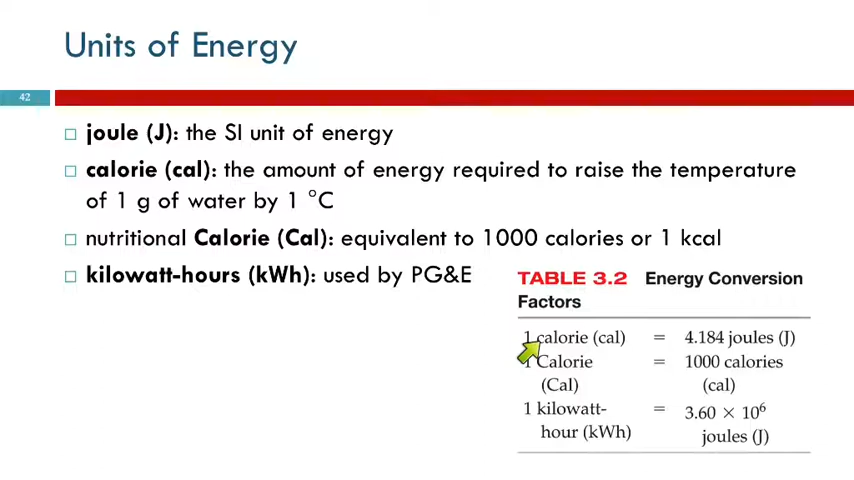 Units of Energy
42
joule (J): the SI unit of energy
calorie (cal): the amount of energy required to raise the temperature
of 1 g of water by 1 °C
nutritional Calorie (Cal): equivalent to 1000 calories or 1 kcal
kilowatt-hours (kWh): used by PG&E
TABLE 3.2 Energy Conversion
Factors
1 calorie (cal) = 4.184 joules (J)
1 Calorie = 1000 calories
(Cal) (cal)
1 kilowatt- = 3.60 × 10⁶
hour (kWh) joules (J)